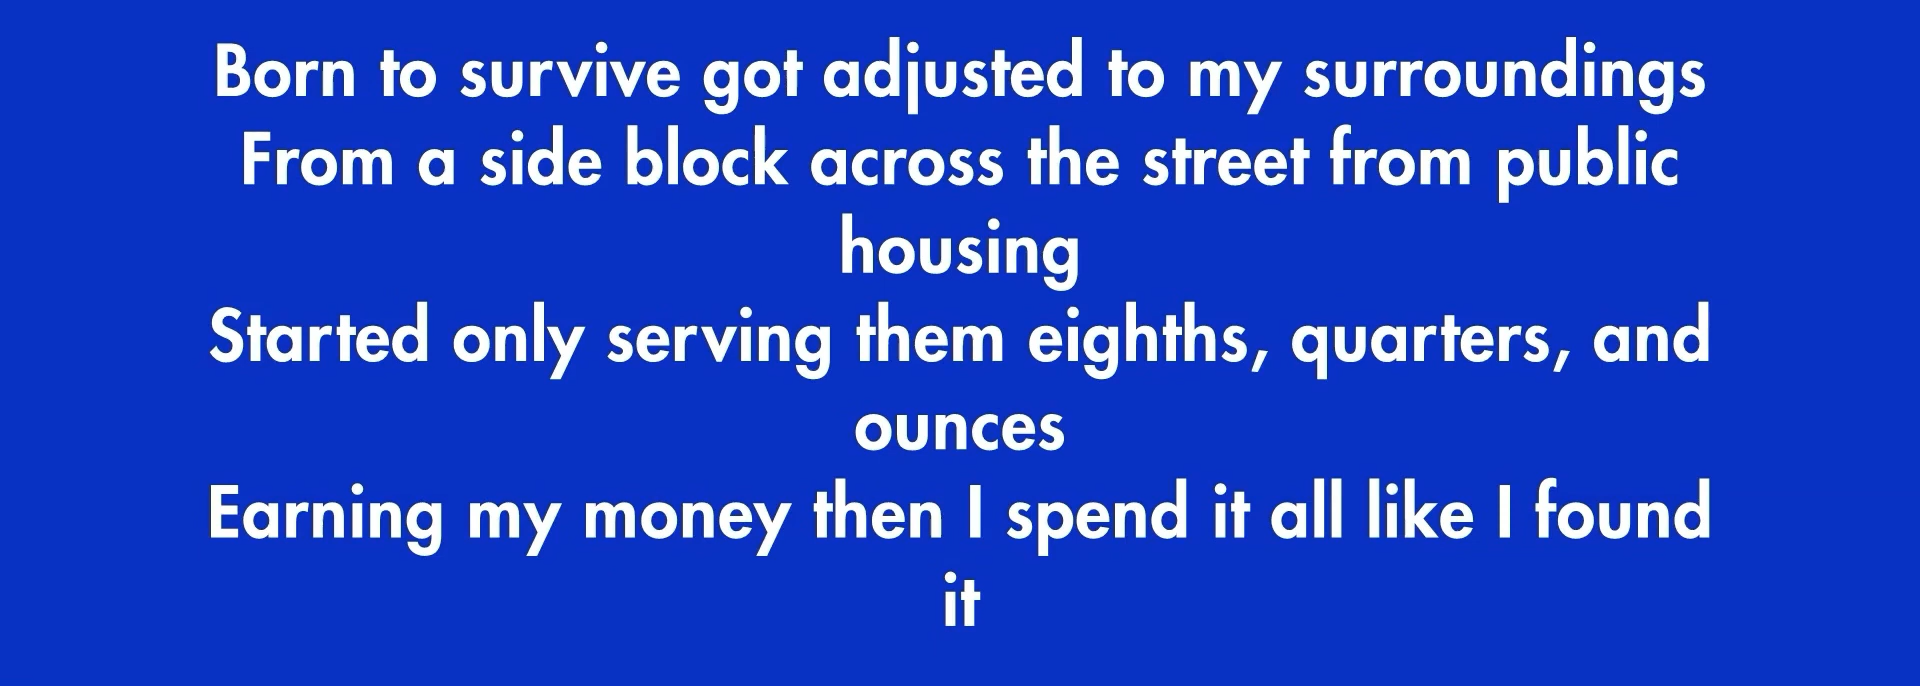 Born to survive got adjusted to my surroundings
From a side block across the street from public
housing
Started only serving them eighths, quarters, and
ounces
Earning my money then I spend it all like I found
it